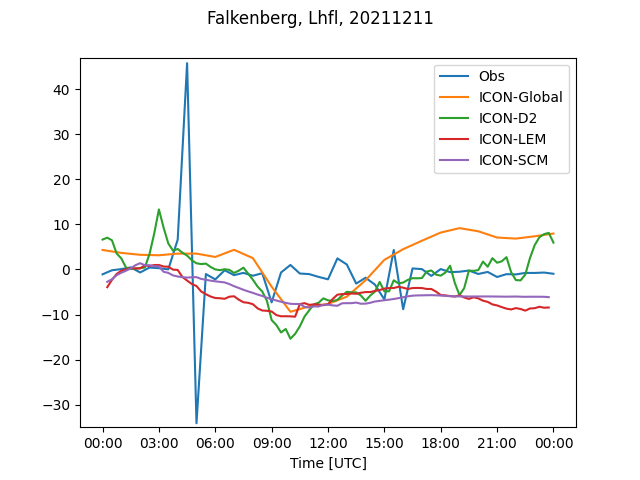 Falkenberg, Lhfl, 20211211
Obs
ICON-Global
ICON-D2
ICON-LEM
ICON-SCM
40
30
20
10
0
−10
−20
−30
00:00 03:00 06:00 09:00 12:00 15:00 18:00 21:00 00:00
Time [UTC]